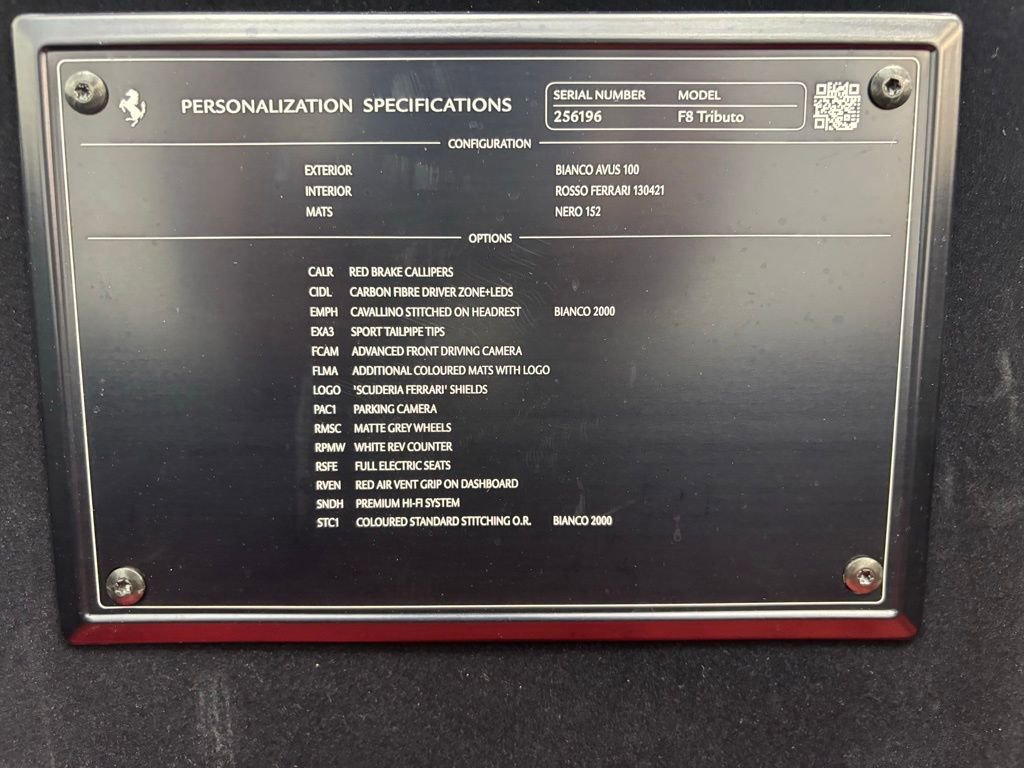 PERSONALIZATION SPECIFICATIONS
SERIAL NUMBER MODEL
256196 F8 Tributo
CONFIGURATION
EXTERIOR BIANCO AVUS 100
INTERIOR ROSSO FERRARI 130421
MATS NERO 152
OPTIONS
CALR RED BRAKE CALLIPERS
CIDL CARBON FIBRE DRIVER ZONE+LEDS
EMPH CAVALLINO STITCHED ON HEADREST BIANCO 2000
EXA3 SPORT TAILPIPE TIPS
FCAM ADVANCED FRONT DRIVING CAMERA
FLMA ADDITIONAL COLOURED MATS WITH LOGO
LOGO 'SCUDERIA FERRARI' SHIELDS
PAC1 PARKING CAMERA
RMSC MATTE GREY WHEELS
RPMW WHITE REV COUNTER
RSFE FULL ELECTRIC SEATS
RVEN RED AIR VENT GRIP ON DASHBOARD
SNDH PREMIUM HI-FI SYSTEM
STC1 COLOURED STANDARD STITCHING O.R. BIANCO 2000